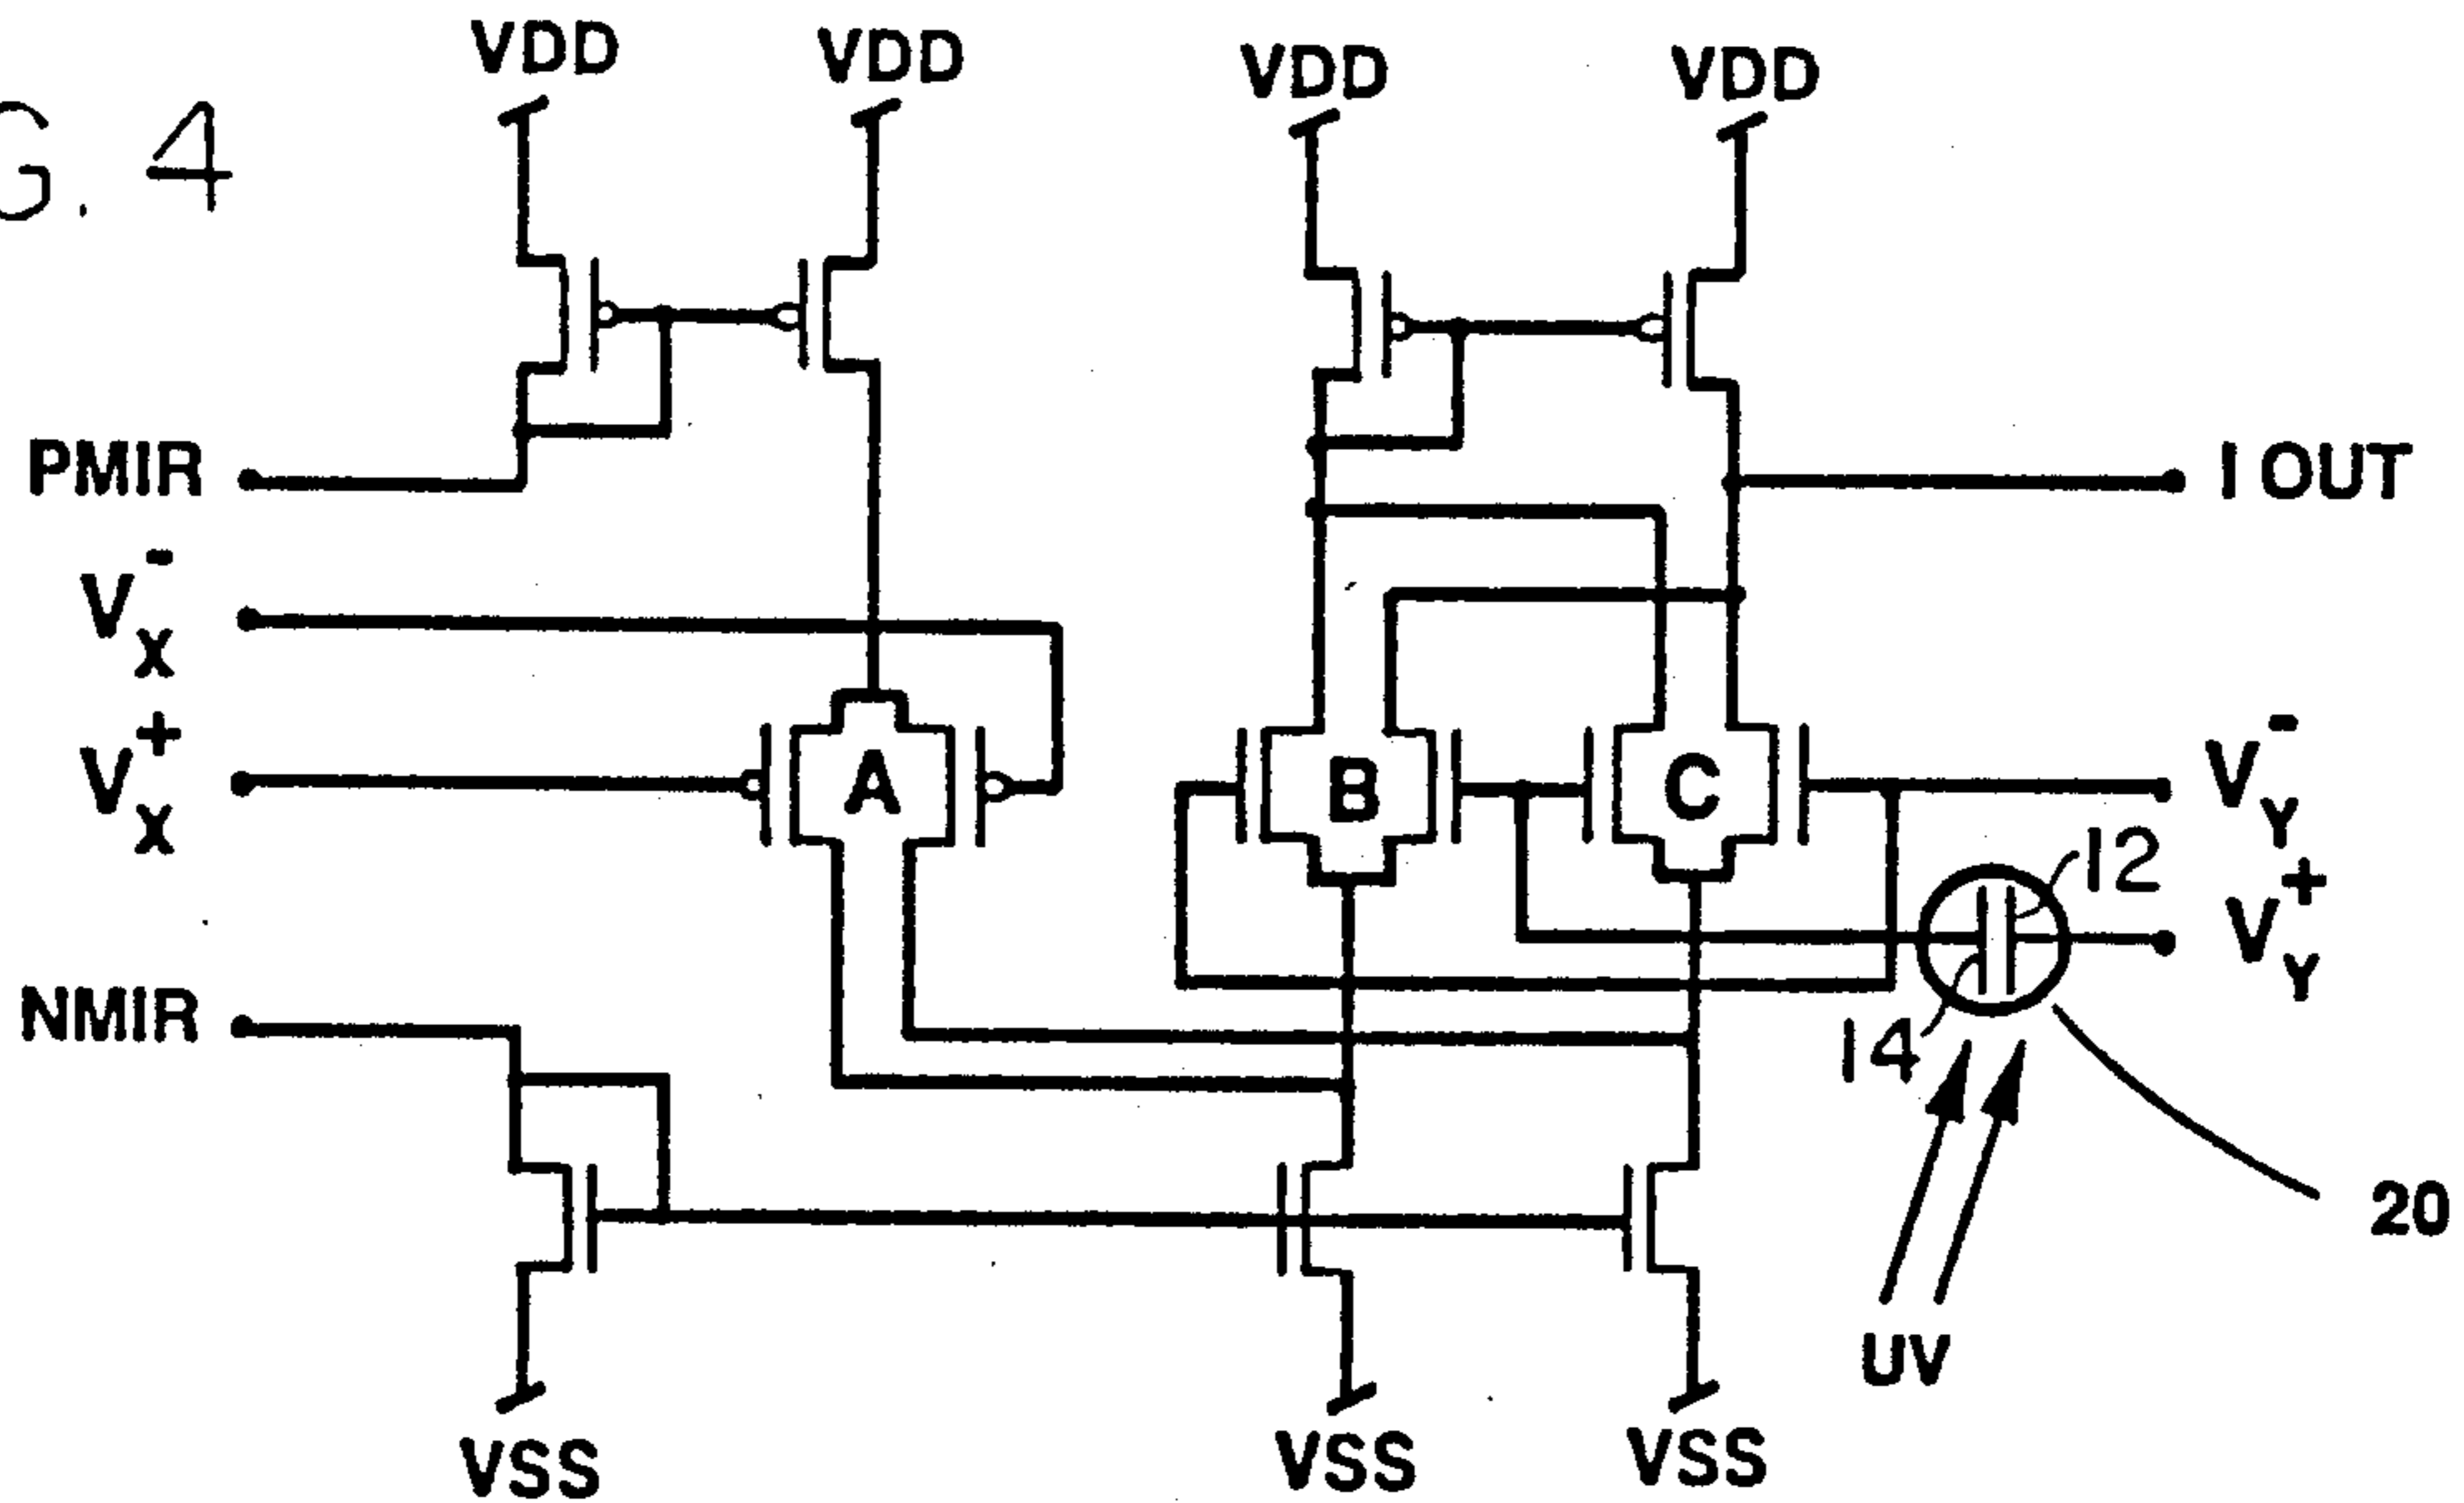 G. 4
VDD VDD VDD VDD
PMIR
I OUT
V X -
V X +
A B C
V Y -
12
V Y +
NMIR
14
20
UV
VSS VSS VSS